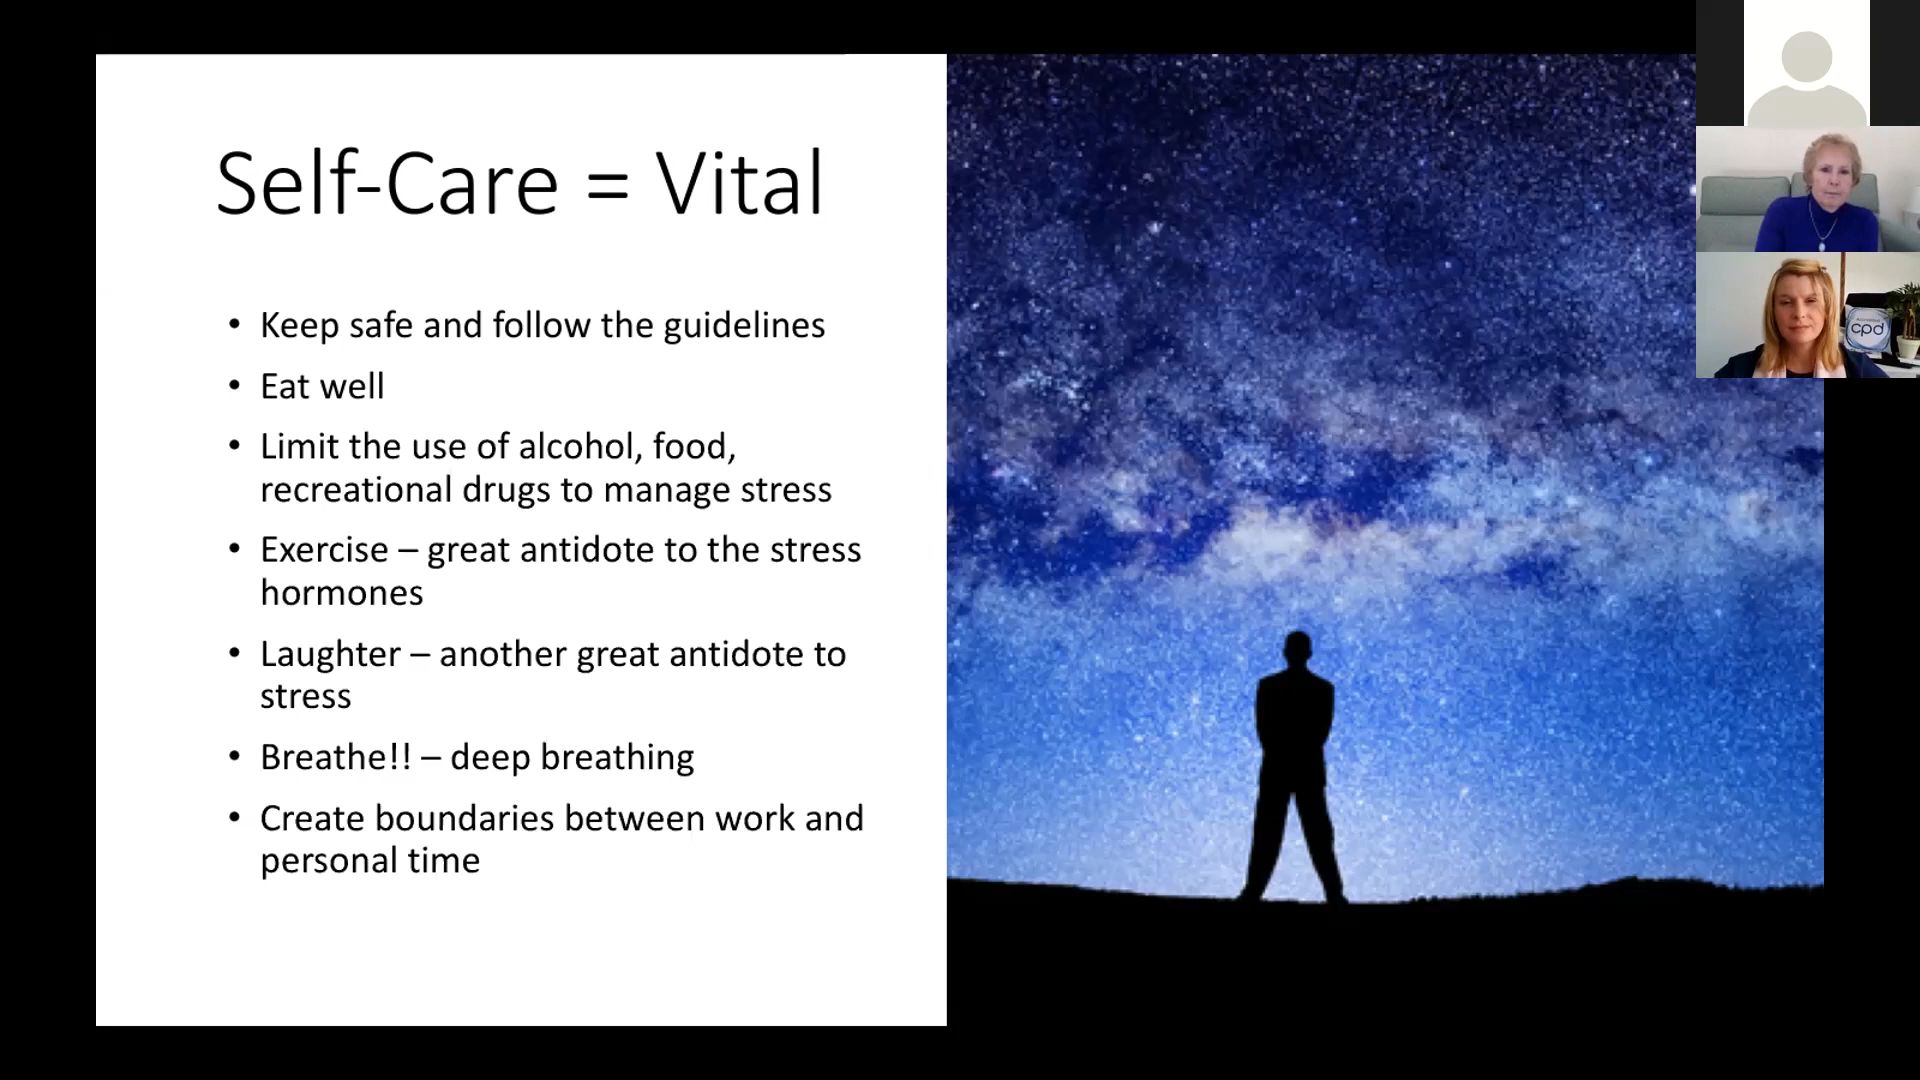 Self-Care = Vital
• Keep safe and follow the guidelines
• Eat well
• Limit the use of alcohol, food,
recreational drugs to manage stress
• Exercise – great antidote to the stress
hormones
• Laughter – another great antidote to
stress
• Breathe!! – deep breathing
• Create boundaries between work and
personal time
cpd